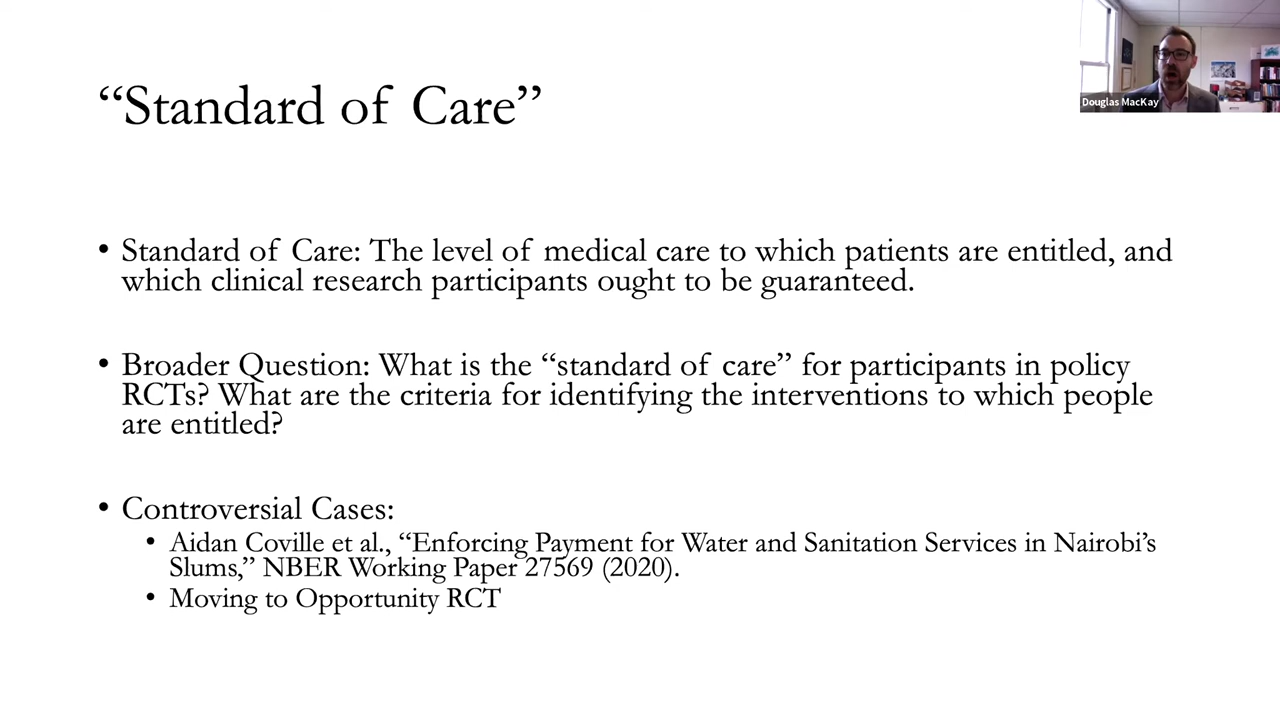 “Standard of Care”
Douglas MacKay
• Standard of Care: The level of medical care to which patients are entitled, and
which clinical research participants ought to be guaranteed.
• Broader Question: What is the “standard of care” for participants in policy
RCTs? What are the criteria for identifying the interventions to which people
are entitled?
• Controversial Cases:
• Aidan Coville et al., “Enforcing Payment for Water and Sanitation Services in Nairobi’s
Slums,” NBER Working Paper 27569 (2020).
• Moving to Opportunity RCT